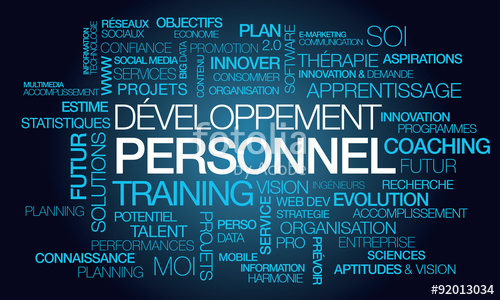 RÉSEAUX
SOCIAUX
OBJECTIFS
ECONOMIE
PLAN
2.0
E-MARKETING
COMMUNICATION
SOI
INFORMATION
TECHNOLOGIE
CONFIANCE
PROMOTION
SOFTWARE
THÉRAPIE
ASPIRATIONS
WWW
SOCIAL MEDIA
BIG DATA
CONTENU
INNOVER
INNOVATION & DEMANDE
MULTIMEDIA
ACCOMPLISSEMENT
SERVICES
CONSOMMER
PROJETS
ORGANISATION
APPRENTISSAGE
ESTIME
STATISTIQUES
DÉVELOPPEMENT
INNOVATION
PROGRAMMES
FUTUR
SOLUTIONS
PERSONNEL
COACHING
FUTUR
fotolia
by Adobe
TRAINING
VISION
INGÉNIEURS
RECHERCHE
PLANNING
POTENTIEL
TALENT
PERFORMANCES
PROJETS
PERSO
DATA
SERVICE
WEB DEV
STRATEGIE
EVOLUTION
ACCOMPLISSEMENT
ORGANISATION
PRO
PRÉVOIR
ENTREPRISE
SCIENCES
CONNAISSANCE
PLANNING
MOI
MOBILE
INFORMATION
HARMONIE
APTITUDES & VISION
#92013034